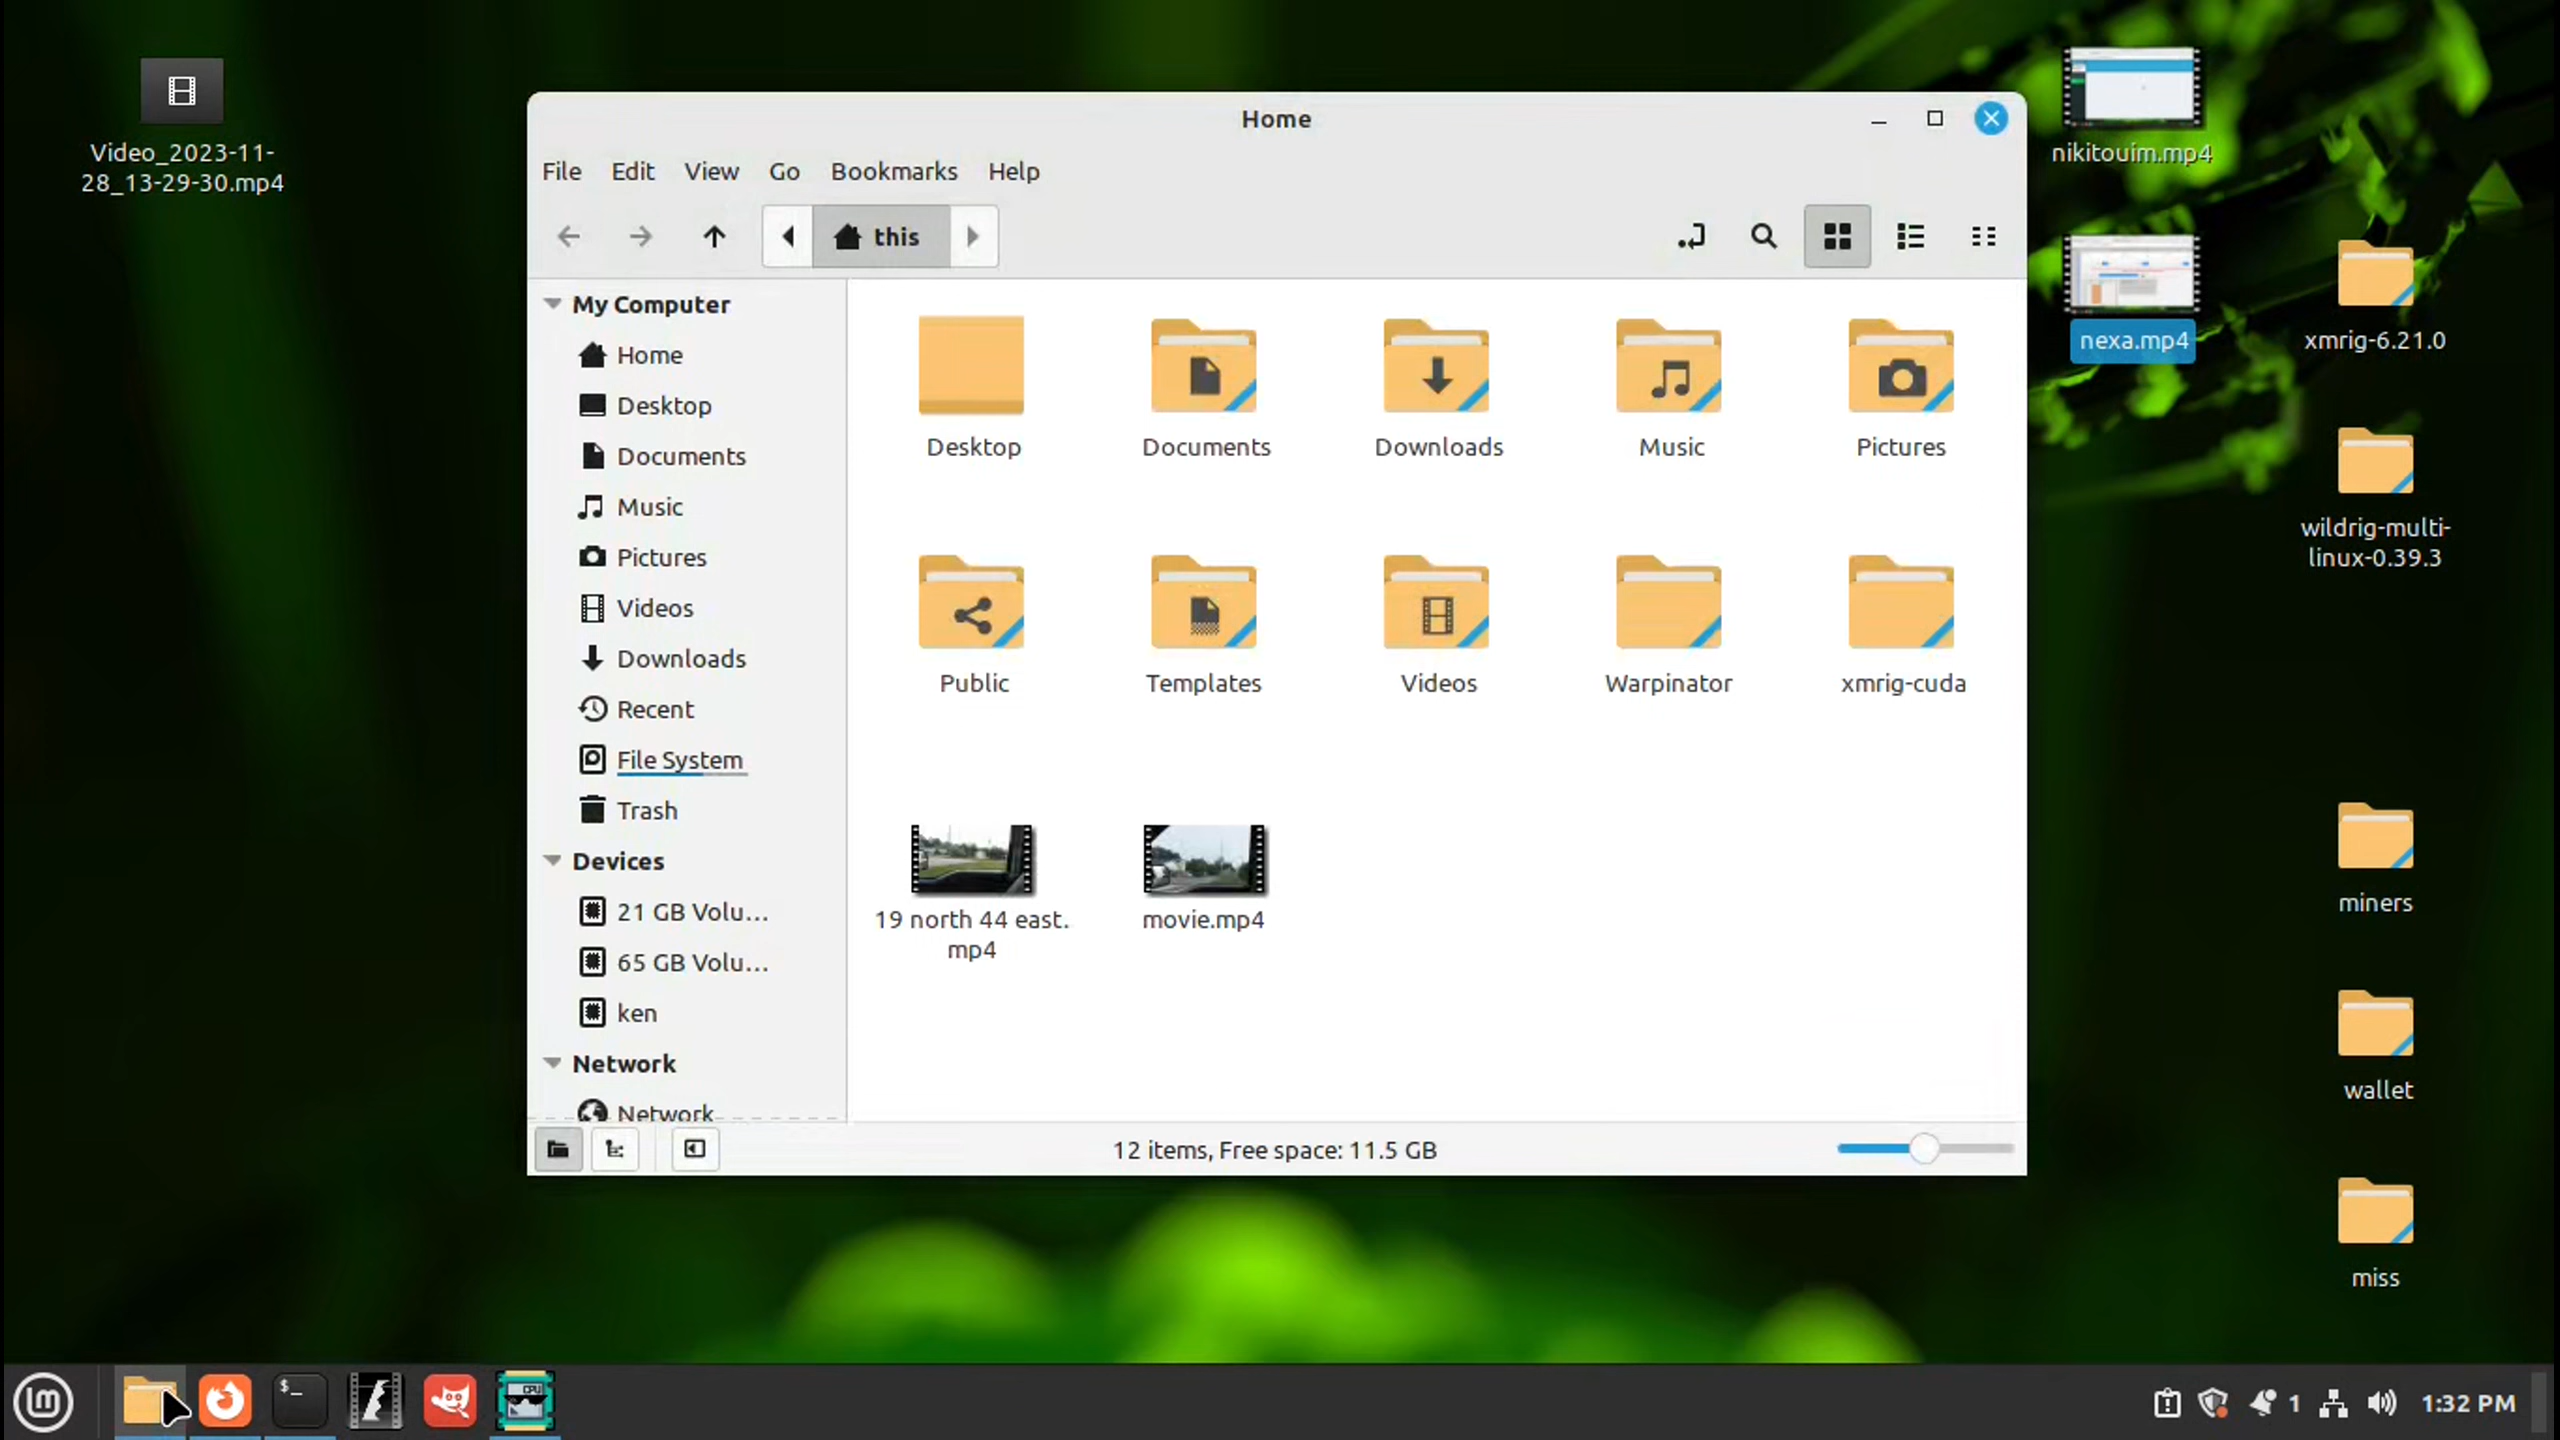 Video_2023-11-
28_13-29-30.mp4
Home
File Edit View Go Bookmarks Help
this
My Computer
Home
Desktop
Documents
Music
Pictures
Videos
Downloads
Recent
File System
Trash
Devices
21 GB Volu...
65 GB Volu...
ken
Network
Network
Desktop
Documents
Downloads
Music
Pictures
Public
Templates
Videos
Warpinator
xmrig-cuda
19 north 44 east.
mp4
movie.mp4
12 items, Free space: 11.5 GB
nikitouim.mp4
nexa.mp4
xmrig-6.21.0
wildrig-multi-
linux-0.39.3
miners
wallet
miss
$_
CPU
1
1:32 PM